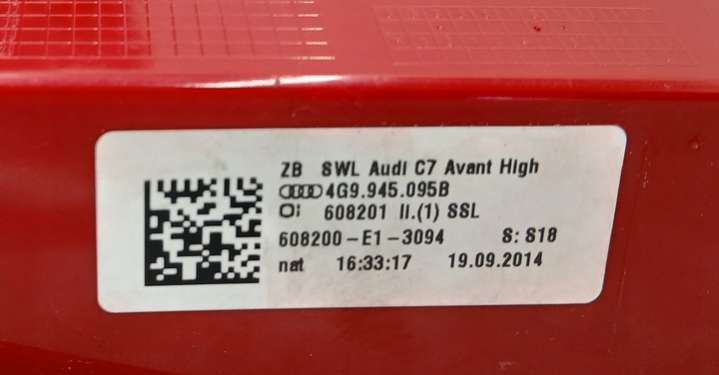 ZB SWL Audi C7 Avant High
4G9.945.095B
O: 608201 II.(1) SSL
608200-E1-3094 S: S18
nat 16:33:17 19.09.2014